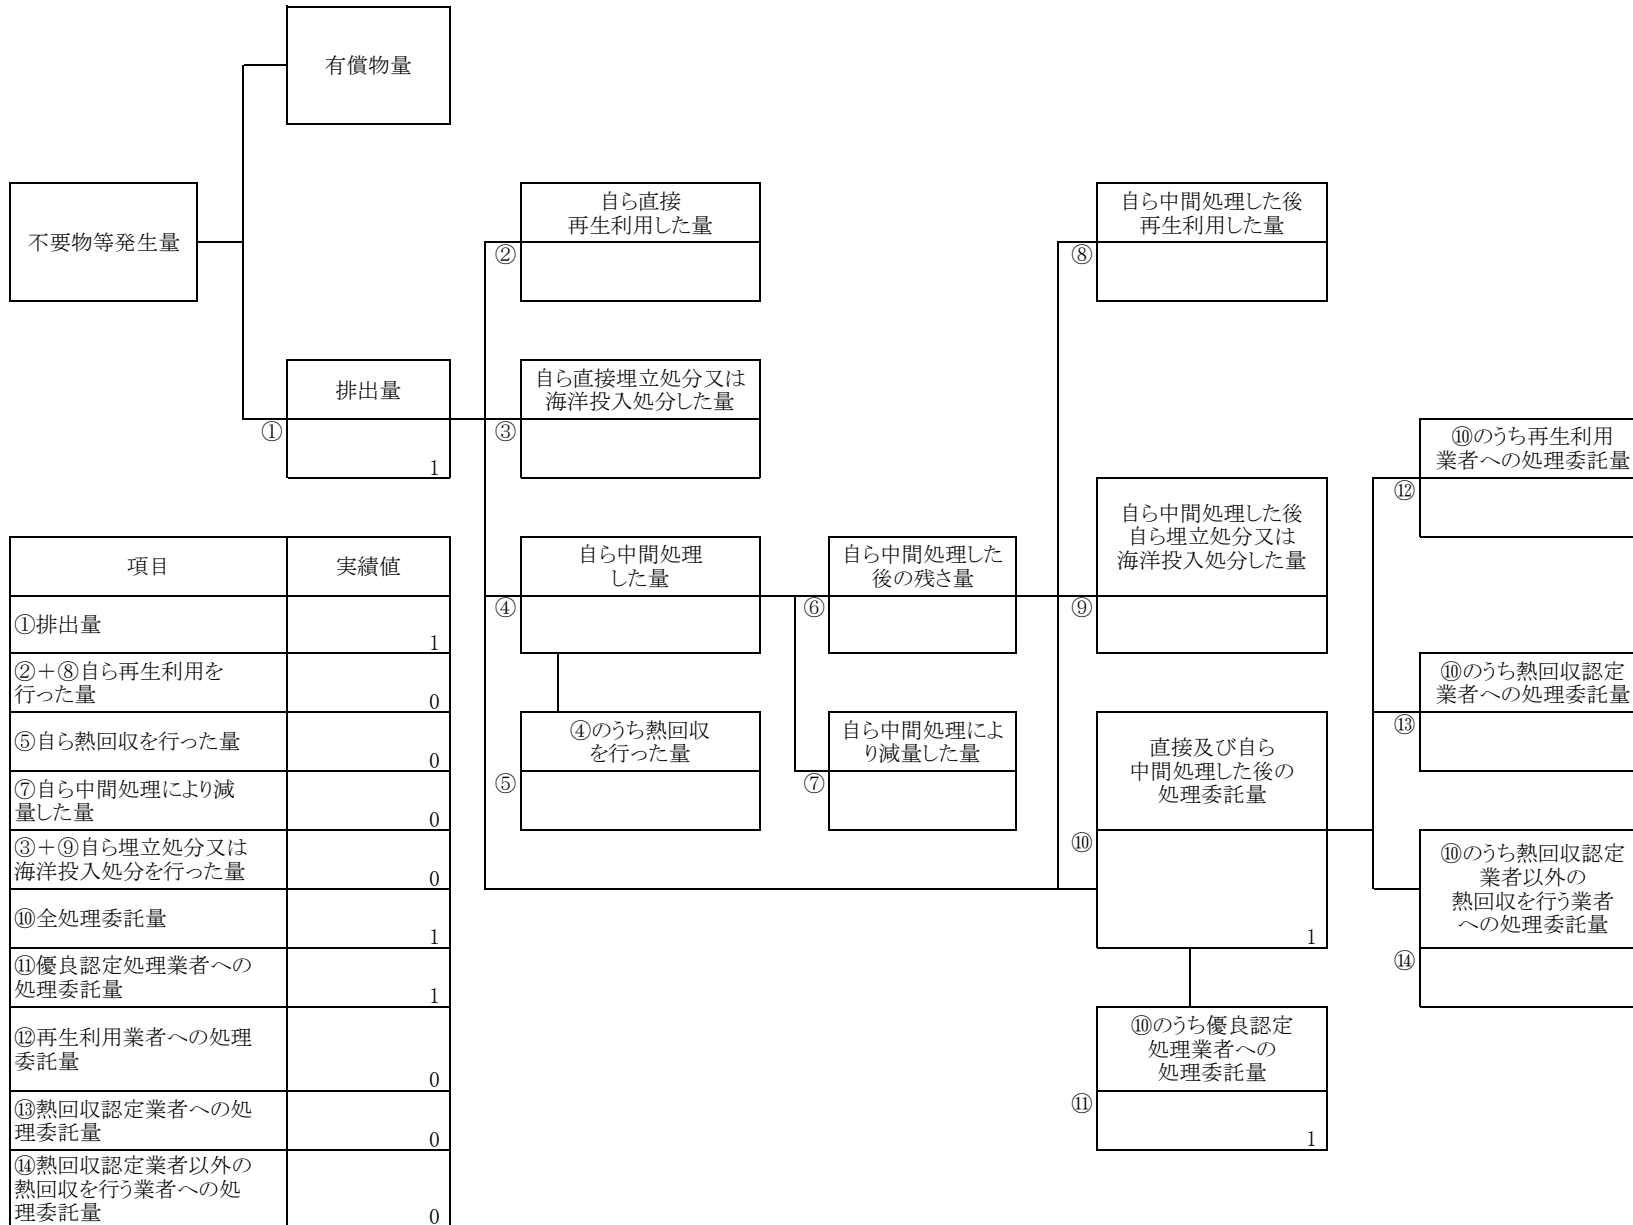 有償物量
不要物等発生量
自ら直接
再生利用した量
②
自ら中間処理した後
再生利用した量
⑧
排出量
①
1
自ら直接埋立処分又は
海洋投入処分した量
③
⑩のうち再生利用
業者への処理委託量
⑫
自ら中間処理
した量
④
自ら中間処理した
後の残さ量
⑥
自ら中間処理した後
自ら埋立処分又は
海洋投入処分した量
⑨
⑩のうち熱回収認定
業者への処理委託量
⑬
④のうち熱回収
を行った量
⑤
自ら中間処理によ
り減量した量
⑦
直接及び自ら
中間処理した後の
処理委託量
⑩
1
⑩のうち熱回収認定
業者以外の
熱回収を行う業者
への処理委託量
⑭
⑩のうち優良認定
処理業者への
処理委託量
⑪
1
項目
実績値
①排出量
1
②＋⑧自ら再生利用を
行った量
0
⑤自ら熱回収を行った量
0
⑦自ら中間処理により減
量した量
0
③＋⑨自ら埋立処分又は
海洋投入処分を行った量
0
⑩全処理委託量
1
⑪優良認定処理業者への
処理委託量
1
⑫再生利用業者への処理
委託量
0
⑬熱回収認定業者への処
理委託量
0
⑭熱回収認定業者以外の
熱回収を行う業者への処
理委託量
0